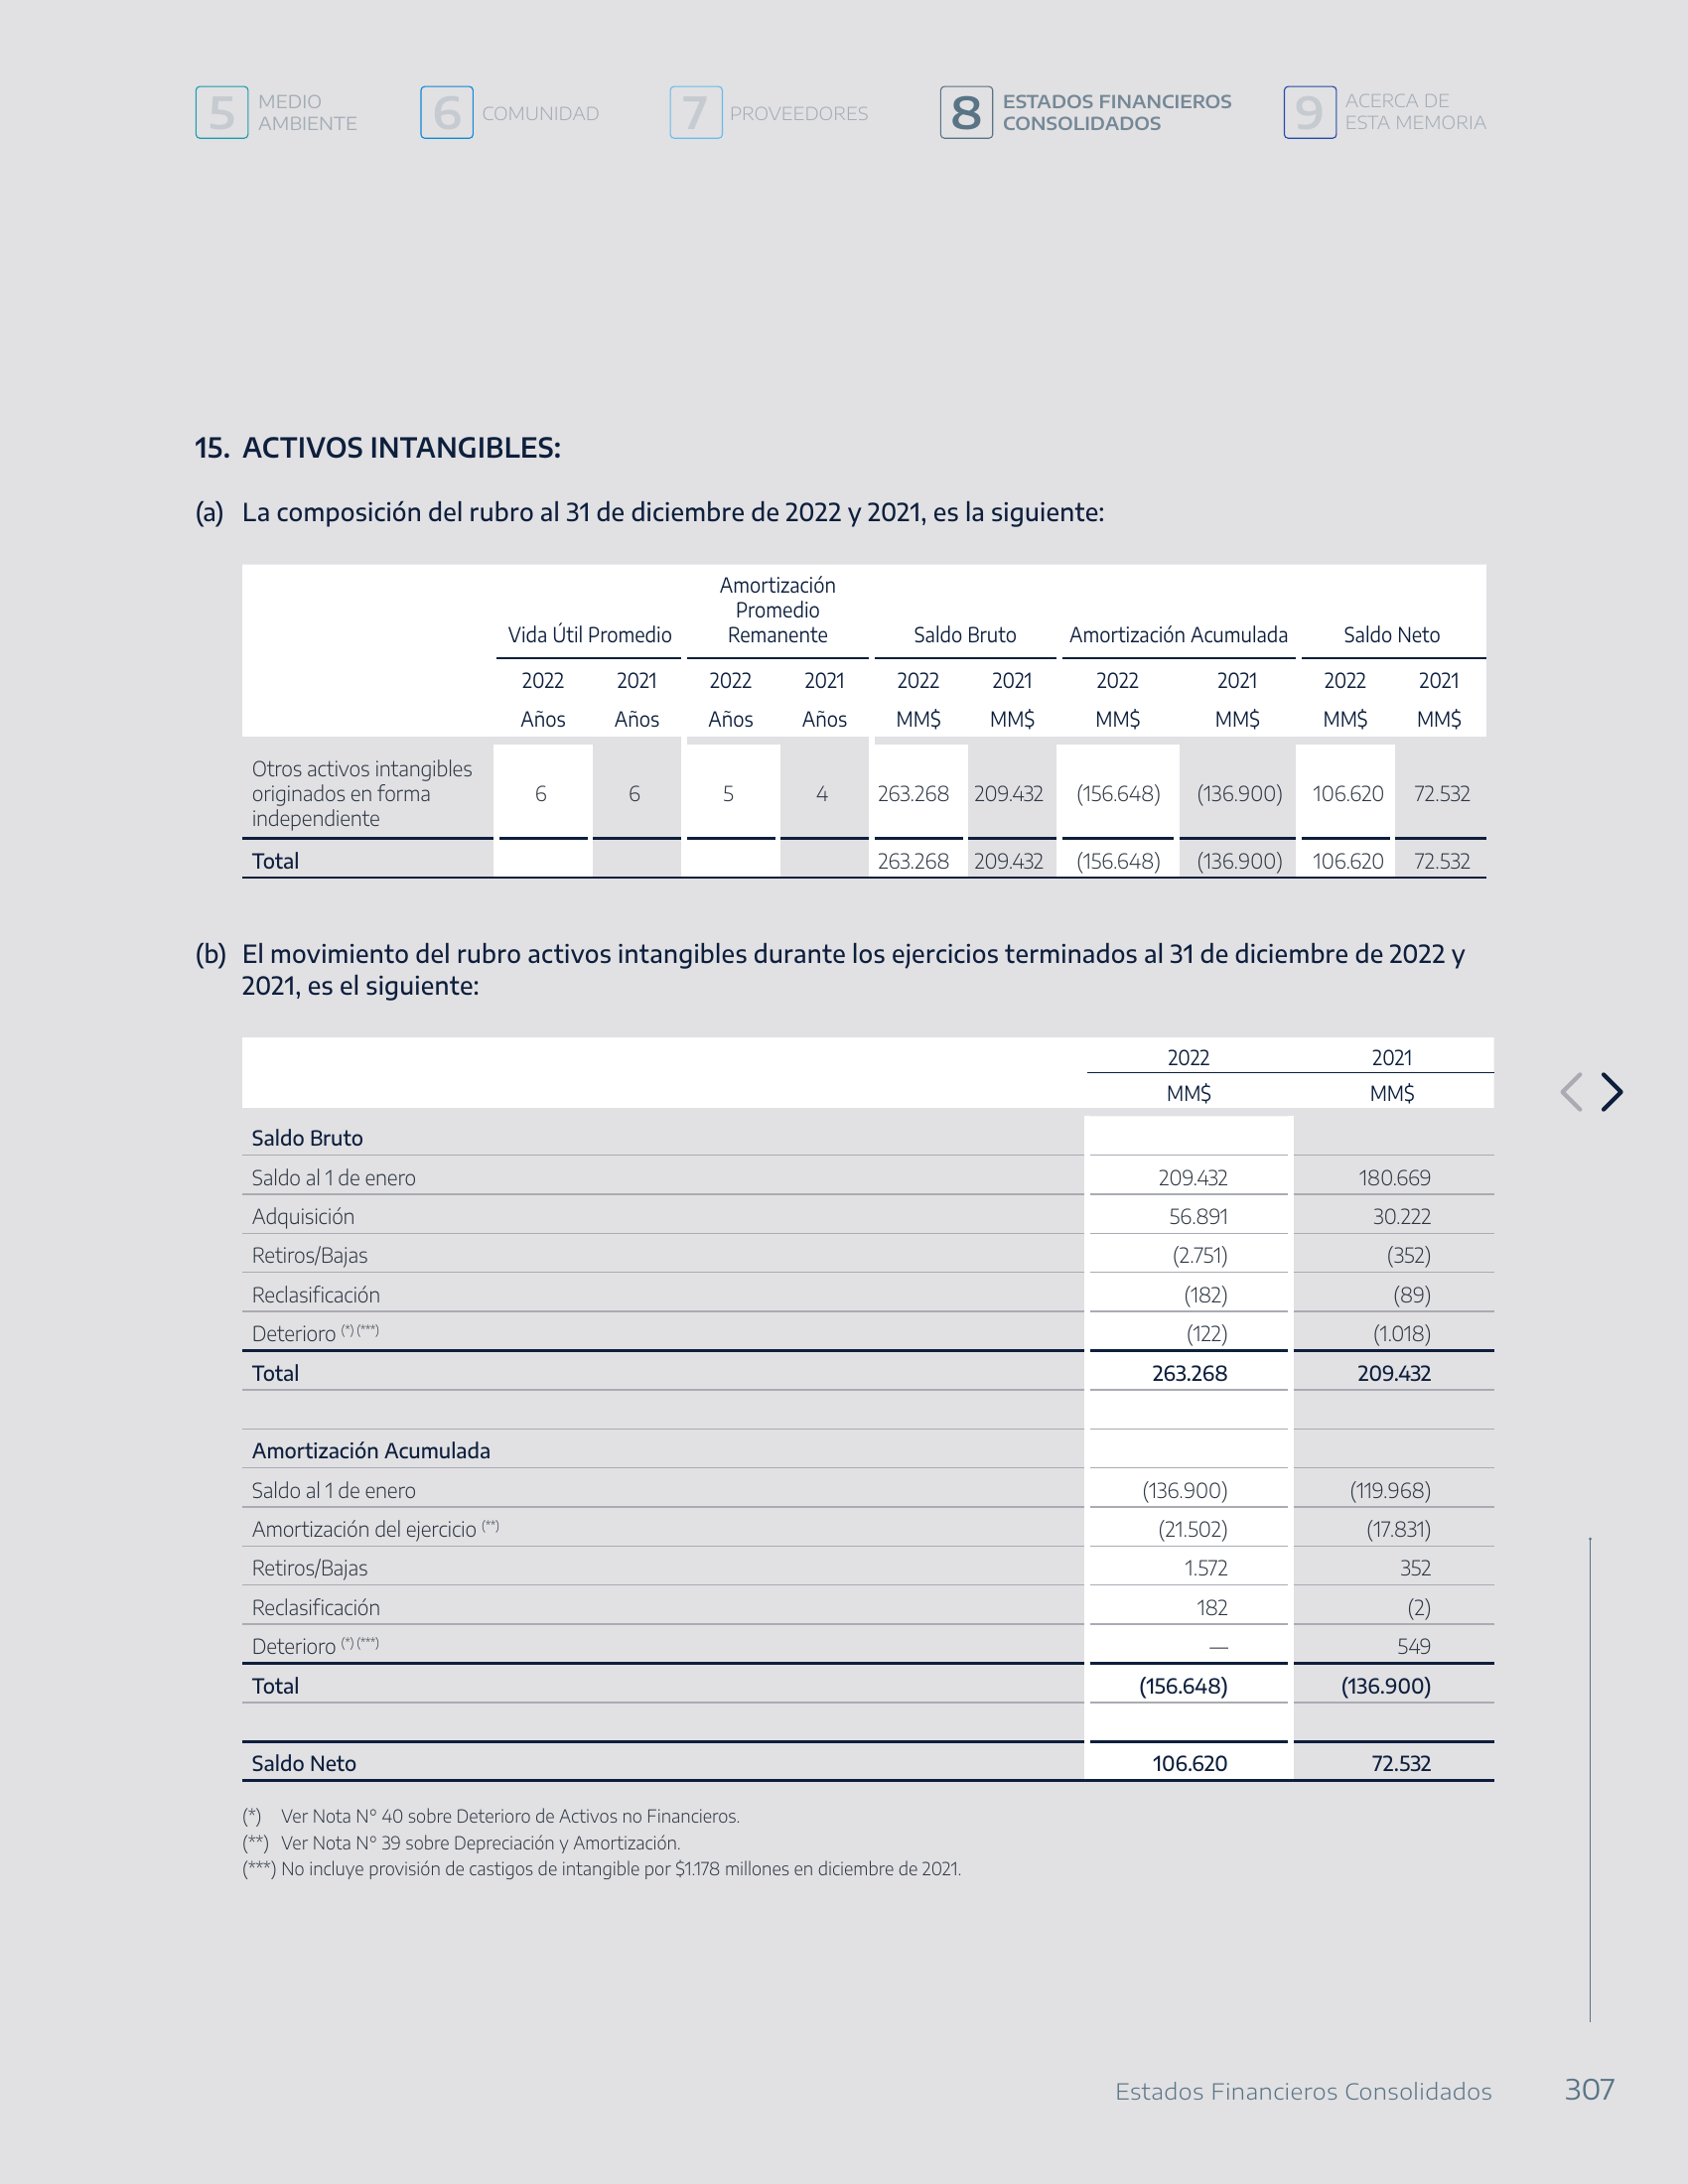 5 MEDIO AMBIENTE
6 COMUNIDAD
7 PROVEEDORES
8 ESTADOS FINANCIEROS CONSOLIDADOS
9 ACERCA DE ESTA MEMORIA
15. ACTIVOS INTANGIBLES:
(a) La composición del rubro al 31 de diciembre de 2022 y 2021, es la siguiente:
Vida Útil Promedio Amortización Promedio Remanente Saldo Bruto Amortización Acumulada Saldo Neto
2022 2021 2022 2021 2022 2021 2022 2021 2022 2021
Años Años Años Años MM$ MM$ MM$ MM$ MM$ MM$
Otros activos intangibles originados en forma independiente 6 6 5 4 263.268 209.432 (156.648) (136.900) 106.620 72.532
Total 263.268 209.432 (156.648) (136.900) 106.620 72.532
(b) El movimiento del rubro activos intangibles durante los ejercicios terminados al 31 de diciembre de 2022 y
2021, es el siguiente:
2022 2021
MM$ MM$
Saldo Bruto
Saldo al 1 de enero 209.432 180.669
Adquisición 56.891 30.222
Retiros/Bajas (2.751) (352)
Reclasificación (182) (89)
Deterioro (*) (***) (122) (1.018)
Total 263.268 209.432
Amortización Acumulada
Saldo al 1 de enero (136.900) (119.968)
Amortización del ejercicio (**) (21.502) (17.831)
Retiros/Bajas 1.572 352
Reclasificación 182 (2)
Deterioro (*) (***) — 549
Total (156.648) (136.900)
Saldo Neto 106.620 72.532
(*) Ver Nota Nº 40 sobre Deterioro de Activos no Financieros.
(**) Ver Nota Nº 39 sobre Depreciación y Amortización.
(***) No incluye provisión de castigos de intangible por $1.178 millones en diciembre de 2021.
Estados Financieros Consolidados 307